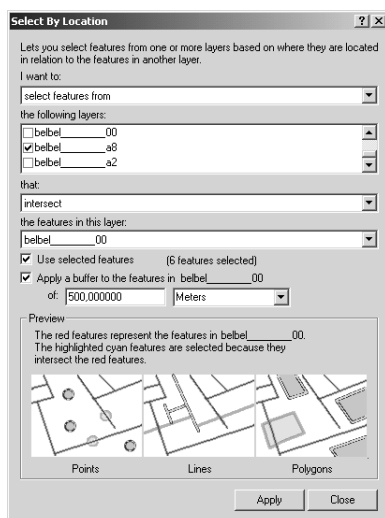 Select By Location
Lets you select features from one or more layers based on where they are located
in relation to the features in another layer.
I want to:
select features from
the following layers:
belbel________00
belbel________a8
belbel________a2
that:
intersect
the features in this layer:
belbel________00
Use selected features (6 features selected)
Apply a buffer to the features in belbel________00
of: 500,000000 Meters
Preview
The red features represent the features in belbel________00.
The highlighted cyan features are selected because they
intersect the red features.
Points Lines Polygons
Apply Close